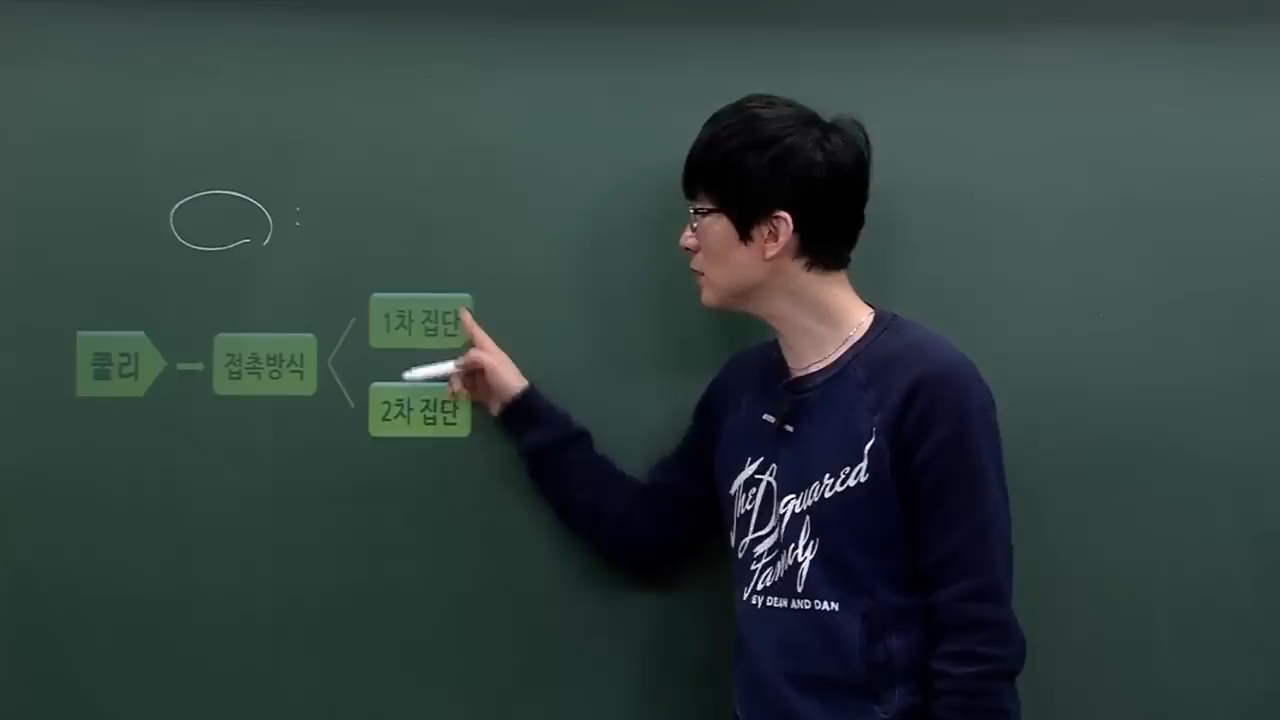 쿨리
접촉방식
1차 집단
2차 집단
The Dsquared
Family
BY DEAN AND DAN